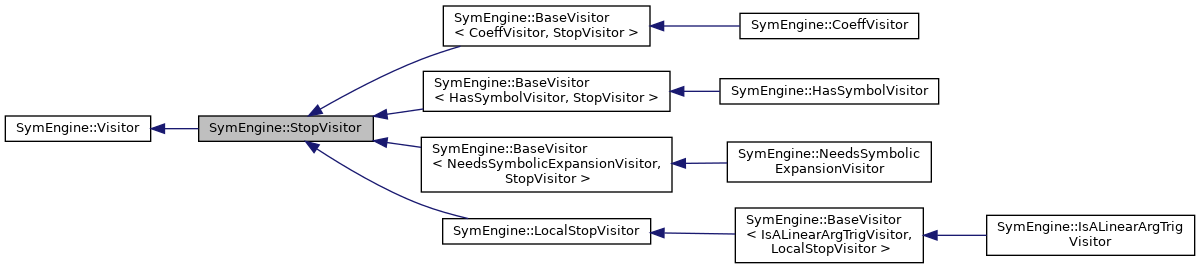 SymEngine::Visitor
SymEngine::StopVisitor
SymEngine::BaseVisitor
< CoeffVisitor, StopVisitor >
SymEngine::CoeffVisitor
SymEngine::BaseVisitor
< HasSymbolVisitor, StopVisitor >
SymEngine::HasSymbolVisitor
SymEngine::BaseVisitor
< NeedsSymbolicExpansionVisitor,
StopVisitor >
SymEngine::NeedsSymbolic
ExpansionVisitor
SymEngine::LocalStopVisitor
SymEngine::BaseVisitor
< IsALinearArgTrigVisitor,
LocalStopVisitor >
SymEngine::IsALinearArgTrig
Visitor